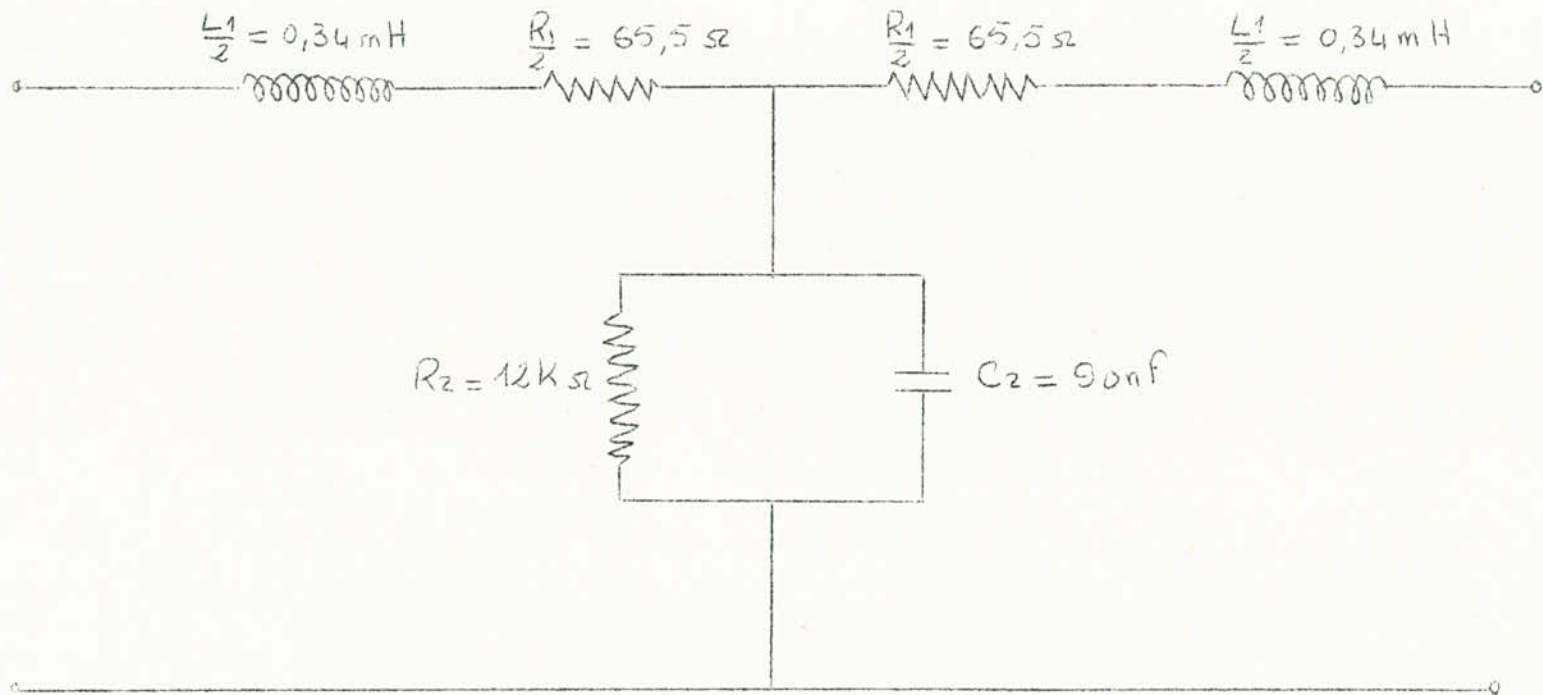 L1/2 = 0,34 mH
R1/2 = 65,5 Ω
R1/2 = 65,5 Ω
L1/2 = 0,34 mH
R2 = 12K Ω
C2 = 90nf